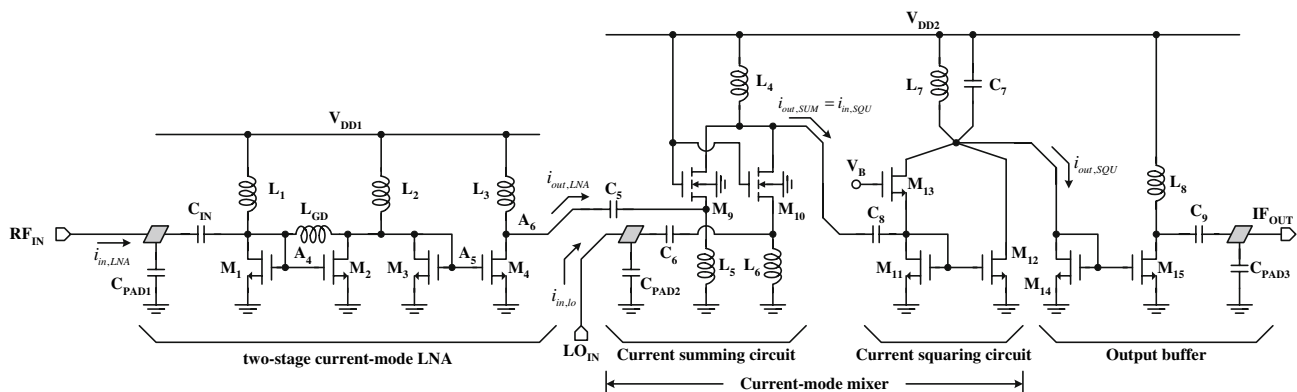 V_DD2
L_4
L_7
C_7
i_out,SUM = i_in,SQU
V_DD1
L_1
L_GD
L_2
L_3
i_out,LNA
C_5
A_6
M_9
M_10
V_B
M_13
i_out,SQU
L_8
C_9
IF_OUT
RF_IN
i_in,LNA
C_IN
C_PAD1
M_1
A_4
M_2
M_3
A_5
M_4
i_in,lo
C_PAD2
C_6
L_5
L_6
C_8
M_11
M_12
M_14
M_15
C_PAD3
two-stage current-mode LNA
LO_IN
Current summing circuit
Current squaring circuit
Output buffer
Current-mode mixer